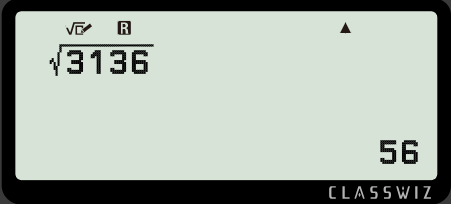 √☐ R ▲
√3136
56
CLASSWIZ